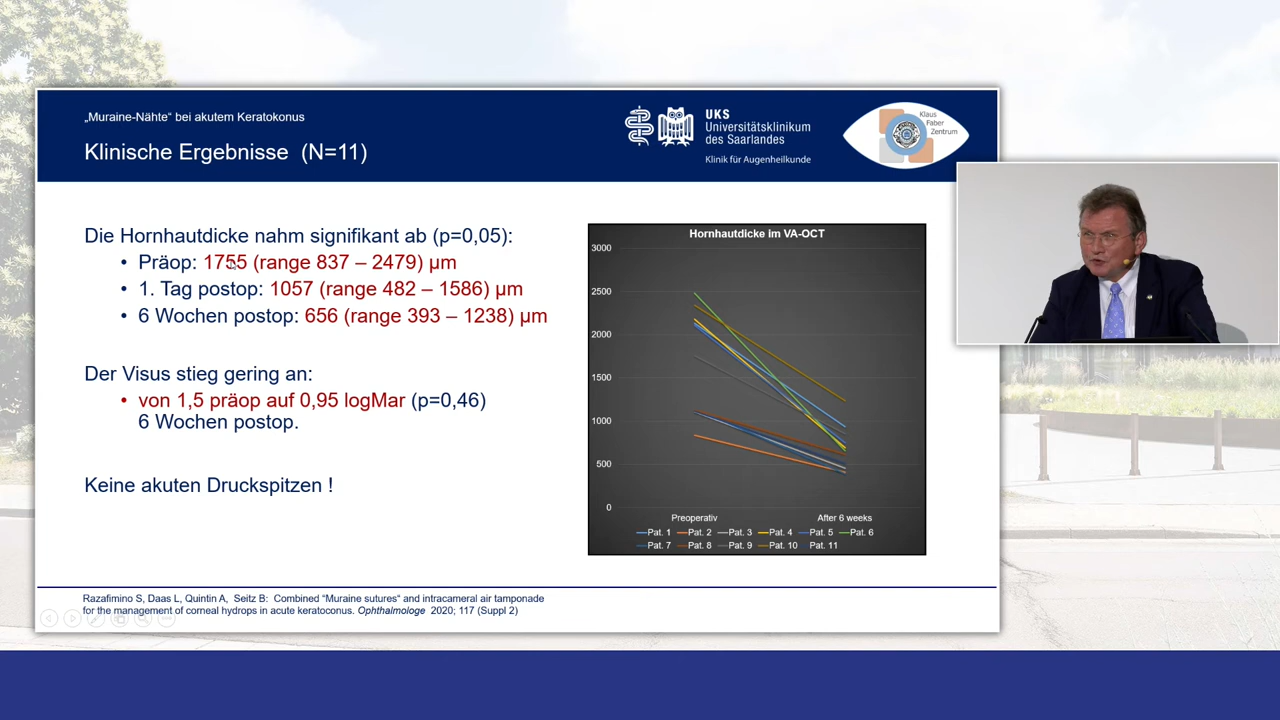 „Muraine-Nähte“ bei akutem Keratokonus
Klinische Ergebnisse (N=11)
UKS
Universitätsklinikum
des Saarlandes
Klinik für Augenheilkunde
Klaus
Faber
Zentrum
Die Hornhautdicke nahm signifikant ab (p=0,05):
• Präop: 1755 (range 837 – 2479) µm
• 1. Tag postop: 1057 (range 482 – 1586) µm
• 6 Wochen postop: 656 (range 393 – 1238) µm
Der Visus stieg gering an:
• von 1,5 präop auf 0,95 logMar (p=0,46)
6 Wochen postop.
Keine akuten Druckspitzen !
Hornhautdicke im VA-OCT
3000
2500
2000
1500
1000
500
0
Preoperativ After 6 weeks
Pat. 1 Pat. 2 Pat. 3 Pat. 4 Pat. 5 Pat. 6
Pat. 7 Pat. 8 Pat. 9 Pat. 10 Pat. 11
Razafimino S, Daas L, Quintin A, Seitz B: Combined “Muraine sutures“ and intracameral air tamponade
for the management of corneal hydrops in acute keratoconus. Ophthalmologe 2020; 117 (Suppl 2)